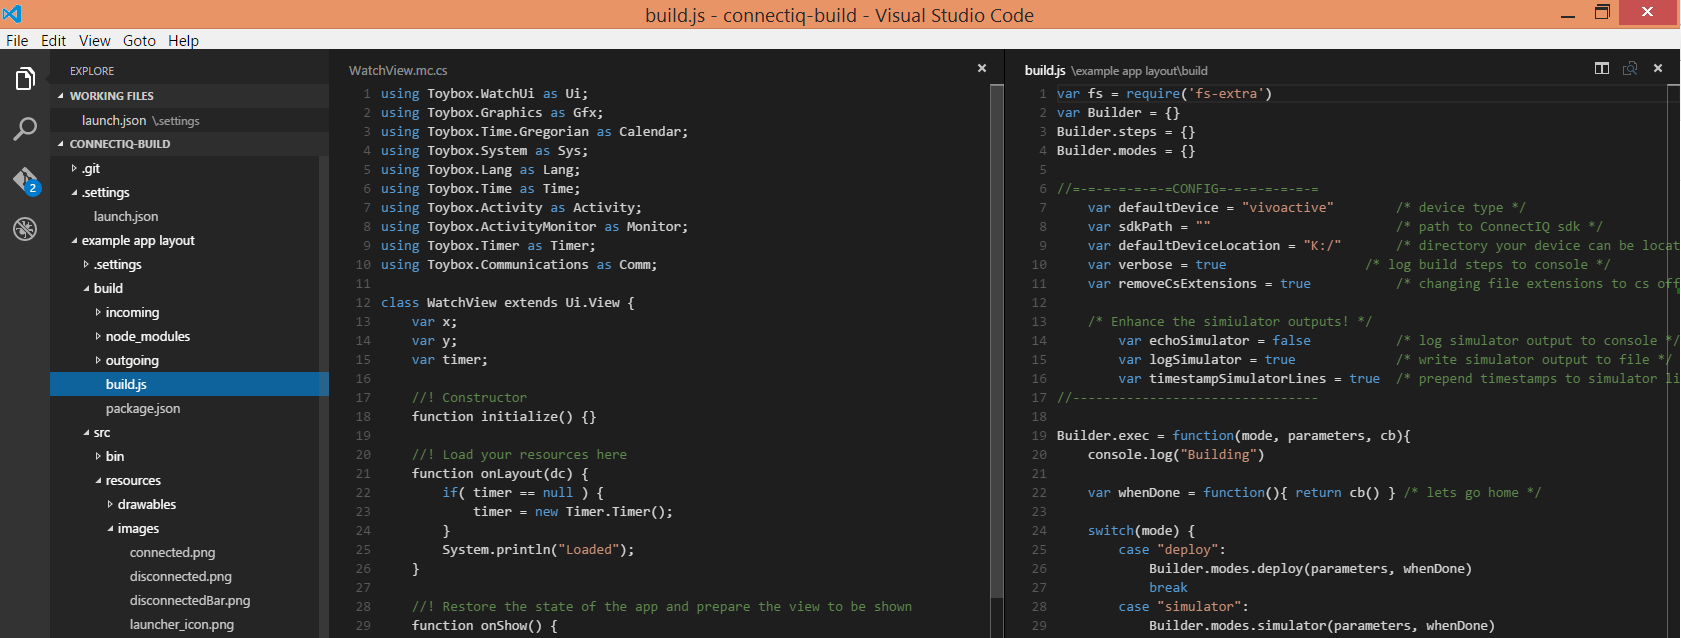 build.js - connectiq-build - Visual Studio Code
File Edit View Goto Help
EXPLORE
WORKING FILES
launch.json \.settings
CONNECTIQ-BUILD
.git
.settings
launch.json
example app layout
.settings
build
incoming
node_modules
outgoing
build.js
package.json
src
bin
resources
drawables
images
connected.png
disconnected.png
disconnectedBar.png
launcher_icon.png
2
WatchView.mc.cs
1 using Toybox.WatchUi as Ui;
2 using Toybox.Graphics as Gfx;
3 using Toybox.Time.Gregorian as Calendar;
4 using Toybox.System as Sys;
5 using Toybox.Lang as Lang;
6 using Toybox.Time as Time;
7 using Toybox.Activity as Activity;
8 using Toybox.ActivityMonitor as Monitor;
9 using Toybox.Timer as Timer;
10 using Toybox.Communications as Comm;
11
12 class WatchView extends Ui.View {
13 var x;
14 var y;
15 var timer;
16
17 //! Constructor
18 function initialize() {}
19
20 //! Load your resources here
21 function onLayout(dc) {
22 if( timer == null ) {
23 timer = new Timer.Timer();
24 }
25 System.println("Loaded");
26 }
27
28 //! Restore the state of the app and prepare the view to be shown
29 function onShow() {
build.js \example app layout\build
1 var fs = require('fs-extra')
2 var Builder = {}
3 Builder.steps = {}
4 Builder.modes = {}
5
6 //=-=-=-=-=-=-=CONFIG=-=-=-=-=-=-=
7 var defaultDevice = "vivoactive" /* device type */
8 var sdkPath = "" /* path to ConnectIQ sdk */
9 var defaultDeviceLocation = "K:/" /* directory your device can be locat
10 var verbose = true /* log build steps to console */
11 var removeCsExtensions = true /* changing file extensions to cs off
12
13 /* Enhance the simiulator outputs! */
14 var echoSimulator = false /* log simulator output to console */
15 var logSimulator = true /* write simulator output to file */
16 var timestampSimulatorLines = true /* prepend timestamps to simulator li
17 //--------------------------------
18
19 Builder.exec = function(mode, parameters, cb){
20 console.log("Building")
21
22 var whenDone = function(){ return cb() } /* lets go home */
23
24 switch(mode) {
25 case "deploy":
26 Builder.modes.deploy(parameters, whenDone)
27 break
28 case "simulator":
29 Builder.modes.simulator(parameters, whenDone)